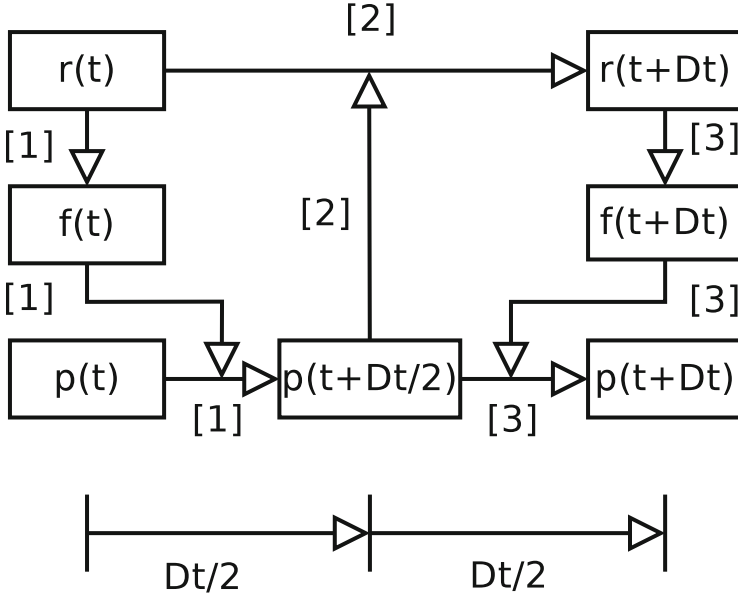 [2]
r(t)
r(t+Dt)
[1]
[3]
f(t)
[2]
f(t+Dt)
[1]
[3]
p(t)
p(t+Dt/2)
p(t+Dt)
[1]
[3]
Dt/2
Dt/2